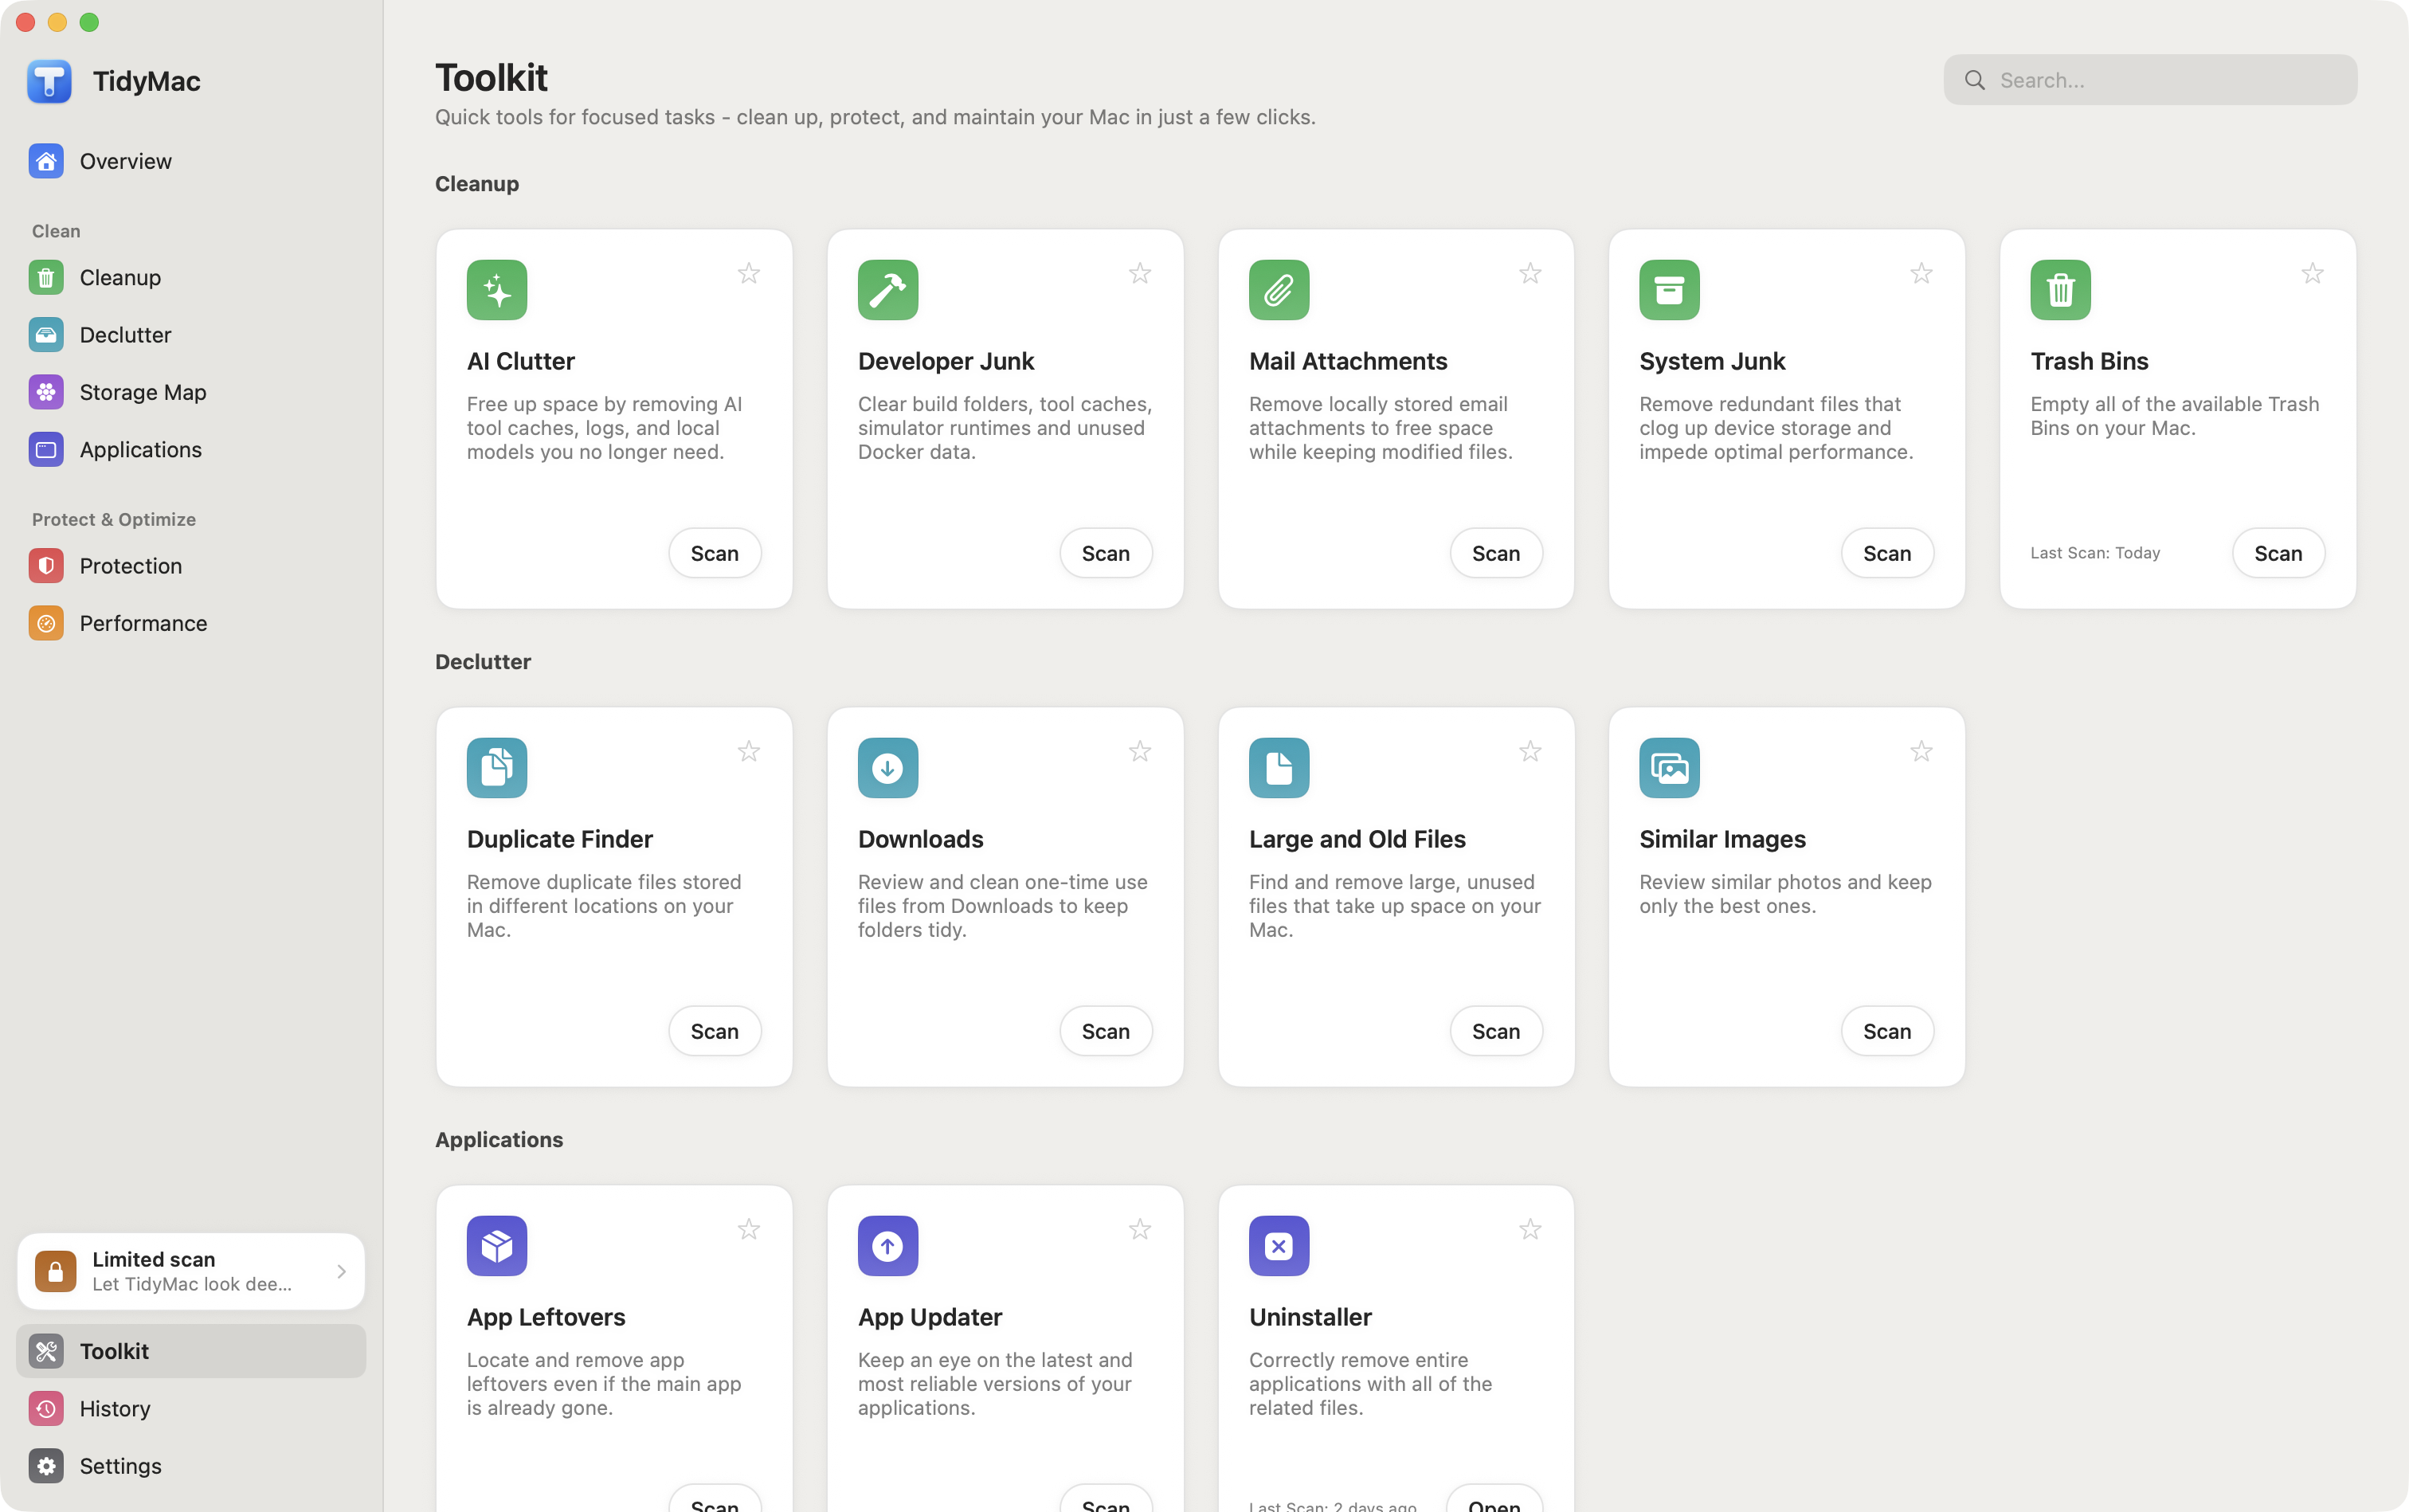 TidyMac
Overview
Clean
Cleanup
Declutter
Storage Map
Applications
Protect & Optimize
Protection
Performance
Limited scan
Let TidyMac look dee...
Toolkit
History
Settings
Toolkit
Quick tools for focused tasks - clean up, protect, and maintain your Mac in just a few clicks.
Search...
Cleanup
AI Clutter
Free up space by removing AI
tool caches, logs, and local
models you no longer need.
Scan
Developer Junk
Clear build folders, tool caches,
simulator runtimes and unused
Docker data.
Scan
Mail Attachments
Remove locally stored email
attachments to free space
while keeping modified files.
Scan
System Junk
Remove redundant files that
clog up device storage and
impede optimal performance.
Scan
Trash Bins
Empty all of the available Trash
Bins on your Mac.
Last Scan: Today
Scan
Declutter
Duplicate Finder
Remove duplicate files stored
in different locations on your
Mac.
Scan
Downloads
Review and clean one-time use
files from Downloads to keep
folders tidy.
Scan
Large and Old Files
Find and remove large, unused
files that take up space on your
Mac.
Scan
Similar Images
Review similar photos and keep
only the best ones.
Scan
Applications
App Leftovers
Locate and remove app
leftovers even if the main app
is already gone.
Scan
App Updater
Keep an eye on the latest and
most reliable versions of your
applications.
Scan
Uninstaller
Correctly remove entire
applications with all of the
related files.
Last Scan: 2 days ago
Open